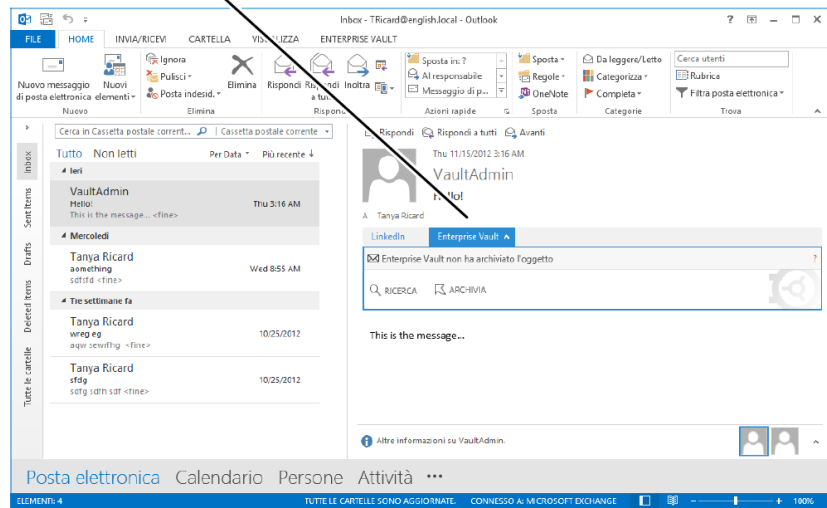 Inbox - TRicard@english.local - Outlook
FILE HOME INVIA/RICEVI CARTELLA VISUALIZZA ENTERPRISE VAULT
Nuovo messaggio di posta elettronica
Nuovi elementi
Nuovo
Ignora
Pulisci
Posta indesid.
Elimina
Elimina
Rispondi
Rispondi a tutti
Inoltra
Rispondi
Sposta in: ?
Al responsabile
Messaggio di p...
Azioni rapide
Sposta
Regole
OneNote
Sposta
Da leggere/Letto
Categorizza
Completa
Categorie
Cerca utenti
Rubrica
Filtra posta elettronica
Trova
Inbox
Sent Items
Drafts
Deleted Items
Tutte le cartelle
Cerca in Cassetta postale corrent... Cassetta postale corrente
Tutto Non letti Per Data Più recente
Ieri
VaultAdmin
Hello! Thu 3:16 AM
This is the message... <fine>
Mercoledì
Tanya Ricard
aomething Wed 8:55 AM
sdfsfd <fine>
Tre settimane fa
Tanya Ricard
wreg eg 10/25/2012
aqw sewifhg <fine>
Tanya Ricard
sfdg 10/25/2012
sdfg sdfh sdf <fine>
Rispondi Rispondi a tutti Avanti
Thu 11/15/2012 3:16 AM
VaultAdmin
Hello!
A Tanya Ricard
LinkedIn Enterprise Vault
Enterprise Vault non ha archiviato l'oggetto ?
RICERCA ARCHIVIA
This is the message...
Altre informazioni su VaultAdmin.
Posta elettronica Calendario Persone Attività •••
ELEMENTI: 4 TUTTE LE CARTELLE SONO AGGIORNATE. CONNESSO A: MICROSOFT EXCHANGE 100%